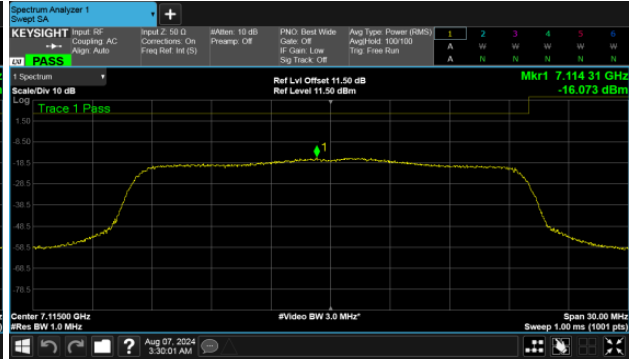 Spectrum Analyzer 1
Swept SA
KEYSIGHT
Input: RF
Coupling: AC
Align: Auto
Input Z: 50 Ω
Corrections: On
Freq Ref: Int (S)
#Atten: 10 dB
Preamp: Off
PNO: Best Wide
Gate: Off
IF Gain: Low
Sig Track: Off
Avg Type: Power (RMS)
Avg|Hold: 100/100
Trig: Free Run
1 2 3 4 5 6
A W W W W W
A N N N N N
EXT PASS
1 Spectrum
Scale/Div 10 dB
Ref Lvl Offset 11.50 dB
Ref Level 11.50 dBm
Mkr1 7.114 31 GHz
-16.073 dBm
Log
Trace 1 Pass
1.50
-8.50
1
-18.5
-28.5
-38.5
-48.5
-58.5
-68.5
-78.5
Center 7.11500 GHz
#Res BW 1.0 MHz
#Video BW 3.0 MHz*
Span 30.00 MHz
Sweep 1.00 ms (1001 pts)
?
Aug 07, 2024
3:30:01 AM